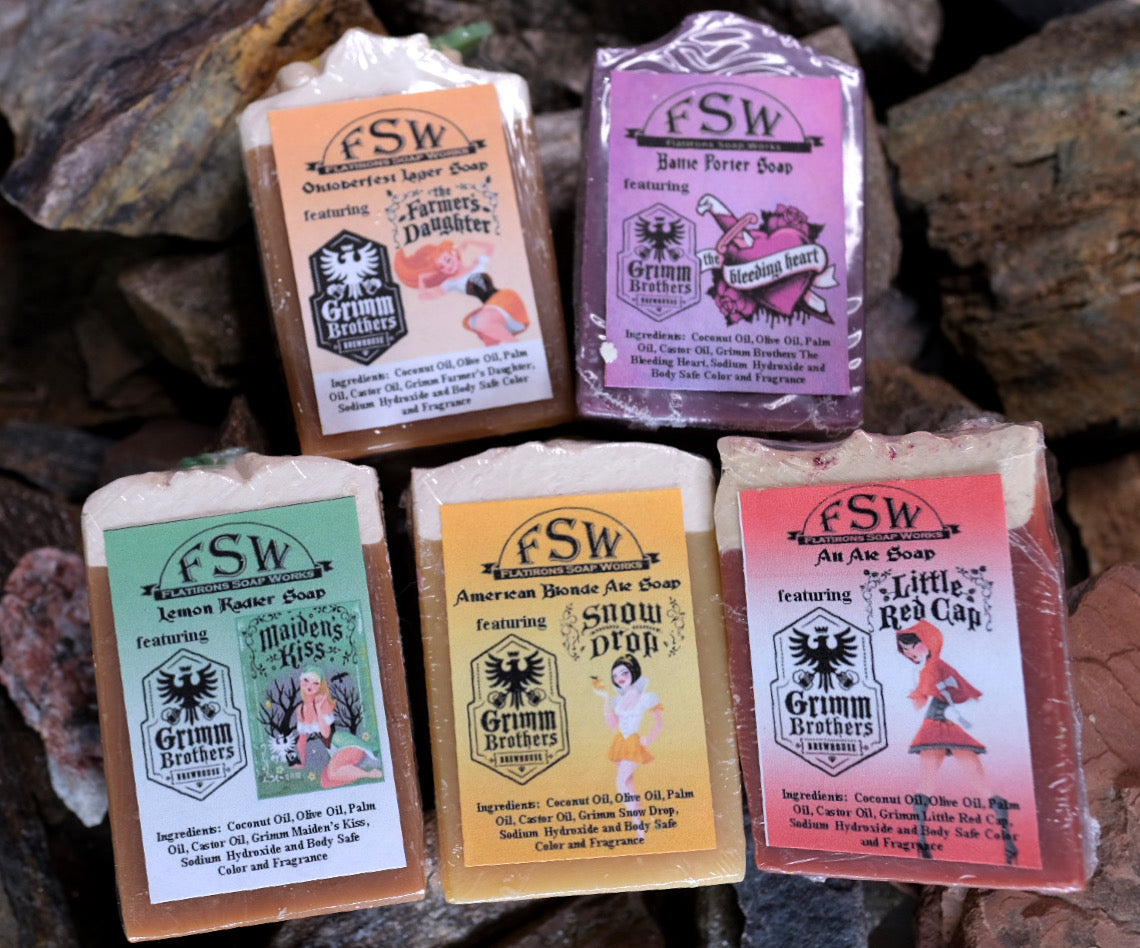 FSW
FLATIRONS SOAP WORKS
Oktoberfest Lager Soap
featuring
the
Farmer's
Daughter
Grimm
Brothers
BREWHOUSE
Ingredients: Coconut Oil, Olive Oil, Palm
Oil, Castor Oil, Grimm Farmer's Daughter,
Sodium Hydroxide and Body Safe Color
and Fragrance
FSW
FLATIRONS SOAP WORKS
Porter Soap
featuring
the
bleeding heart
Grimm
Brothers
BREWHOUSE
Ingredients: Coconut Oil, Olive Oil, Palm
Oil, Castor Oil, Grimm Brothers The
Bleeding Heart, Sodium Hydroxide and
Body Safe Color and Fragrance
FSW
FLATIRONS SOAP WORKS
Lemon Radler Soap
featuring
Maiden's
Kiss
Grimm
Brothers
BREWHOUSE
Ingredients: Coconut Oil, Olive Oil, Palm
Oil, Castor Oil, Grimm Maiden's Kiss,
Sodium Hydroxide and Body Safe
Color and Fragrance
FSW
FLATIRONS SOAP WORKS
American Blonde Ale Soap
featuring
Snow
Drop
Grimm
Brothers
BREWHOUSE
Ingredients: Coconut Oil, Olive Oil, Palm
Oil, Castor Oil, Grimm Snow Drop,
Sodium Hydroxide and Body Safe
Color and Fragrance
FSW
FLATIRONS SOAP WORKS
Alt Ale Soap
featuring
Little
Red Cap
Grimm
Brothers
BREWHOUSE
Ingredients: Coconut Oil, Olive Oil, Palm
Oil, Castor Oil, Grimm Little Red Cap,
Sodium Hydroxide and Body Safe Color
and Fragrance